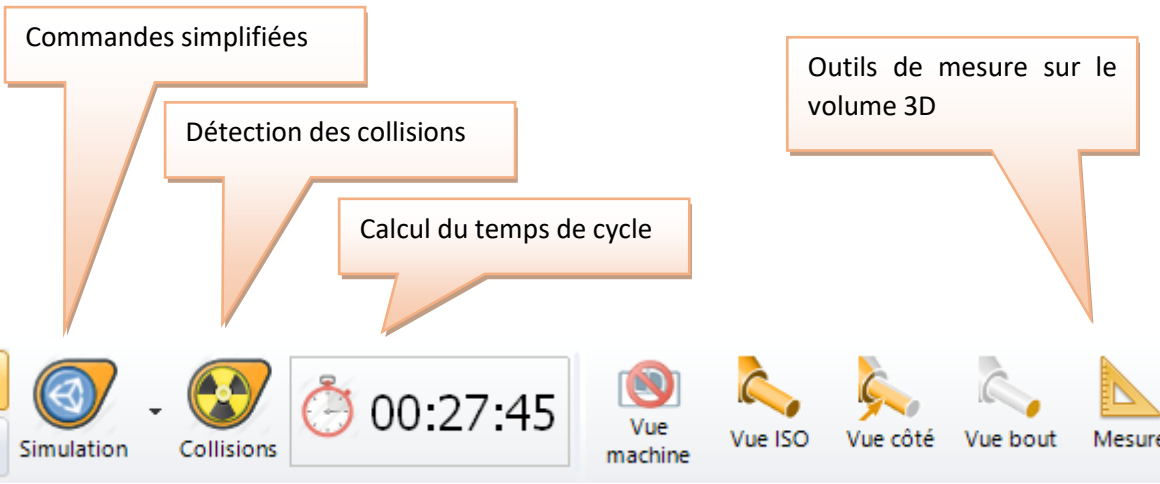 Commandes simplifiées
Détection des collisions
Calcul du temps de cycle
Outils de mesure sur le
volume 3D
Simulation
Collisions
00:27:45
Vue
machine
Vue ISO
Vue côté
Vue bout
Mesure